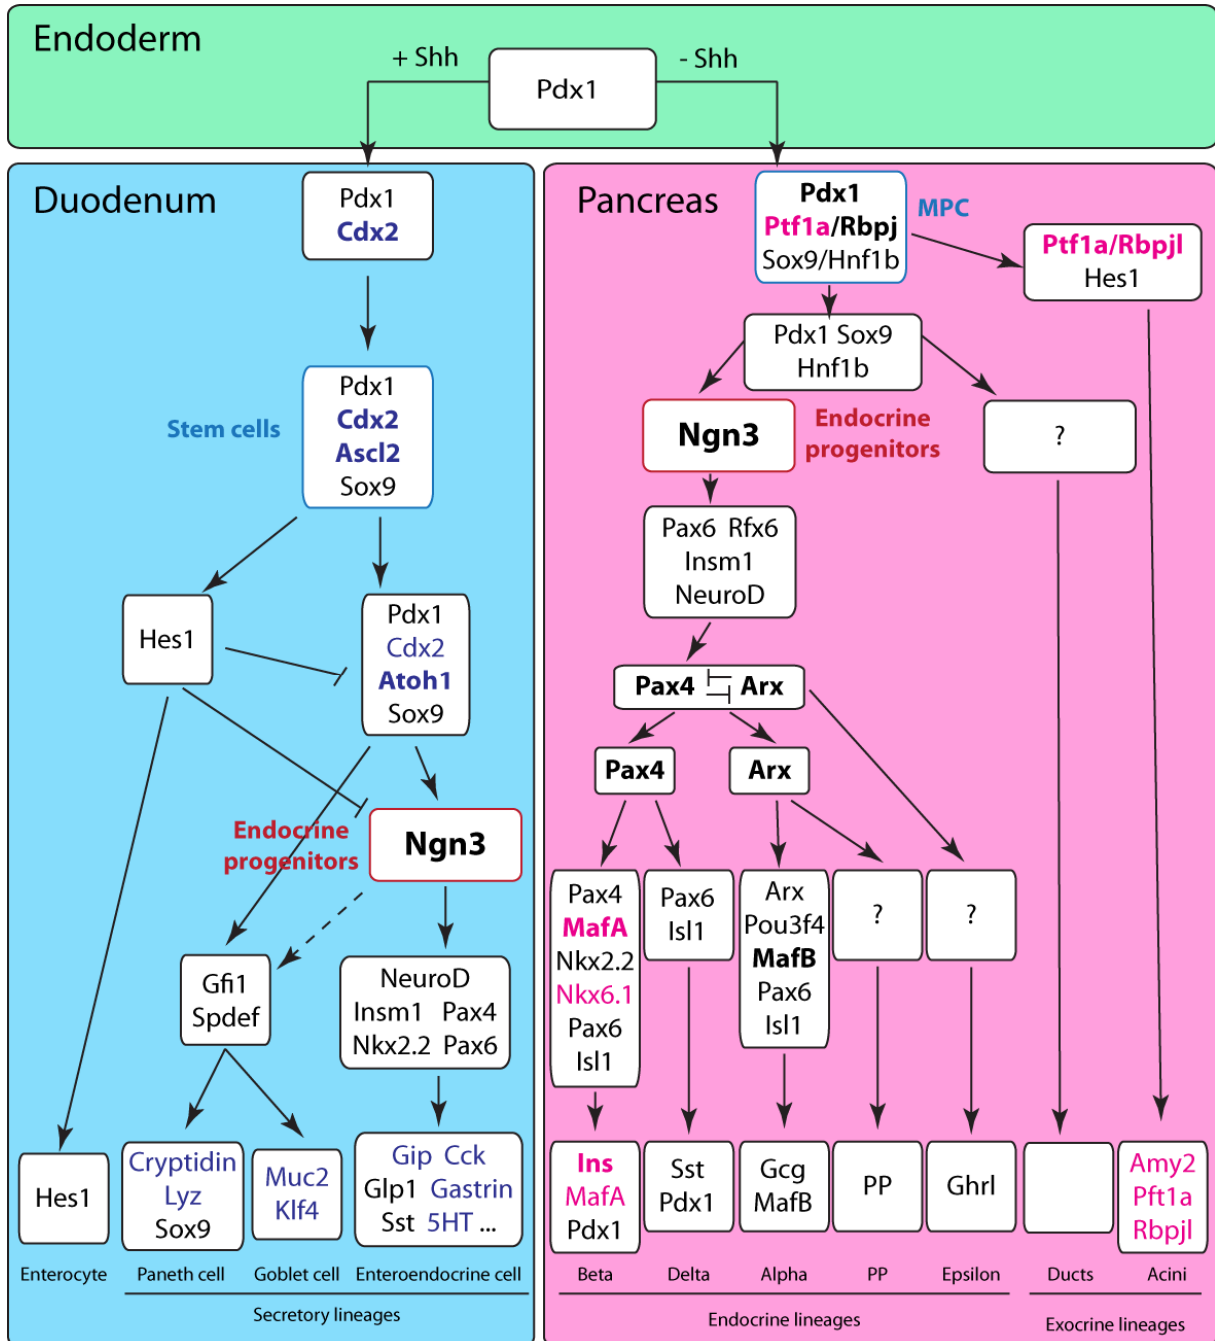 Endoderm
+ Shh
Pdx1
- Shh
Duodenum
Pdx1
Cdx2
Stem cells
Pdx1
Cdx2
Ascl2
Sox9
Hes1
Pdx1
Cdx2
Atoh1
Sox9
Endocrine
progenitors
Ngn3
Gfi1
Spdef
NeuroD
Insm1 Pax4
Nkx2.2 Pax6
Hes1
Cryptidin
Lyz
Sox9
Muc2
Klf4
Gip Cck
Glp1 Gastrin
Sst 5HT ...
Enterocyte
Paneth cell
Goblet cell
Enteroendocrine cell
Secretory lineages
Pancreas
Pdx1
Ptf1a/Rbpj
Sox9/Hnf1b
MPC
Ptf1a/Rbpjl
Hes1
Pdx1 Sox9
Hnf1b
Ngn3
Endocrine
progenitors
?
Pax6 Rfx6
Insm1
NeuroD
Pax4 Arx
Pax4
Arx
Pax4
MafA
Nkx2.2
Nkx6.1
Pax6
Isl1
Pax6
Isl1
Arx
Pou3f4
MafB
Pax6
Isl1
?
?
Ins
MafA
Pdx1
Sst
Pdx1
Gcg
MafB
PP
Ghrl
Amy2
Pft1a
Rbpjl
Beta
Delta
Alpha
PP
Epsilon
Ducts
Acini
Endocrine lineages
Exocrine lineages